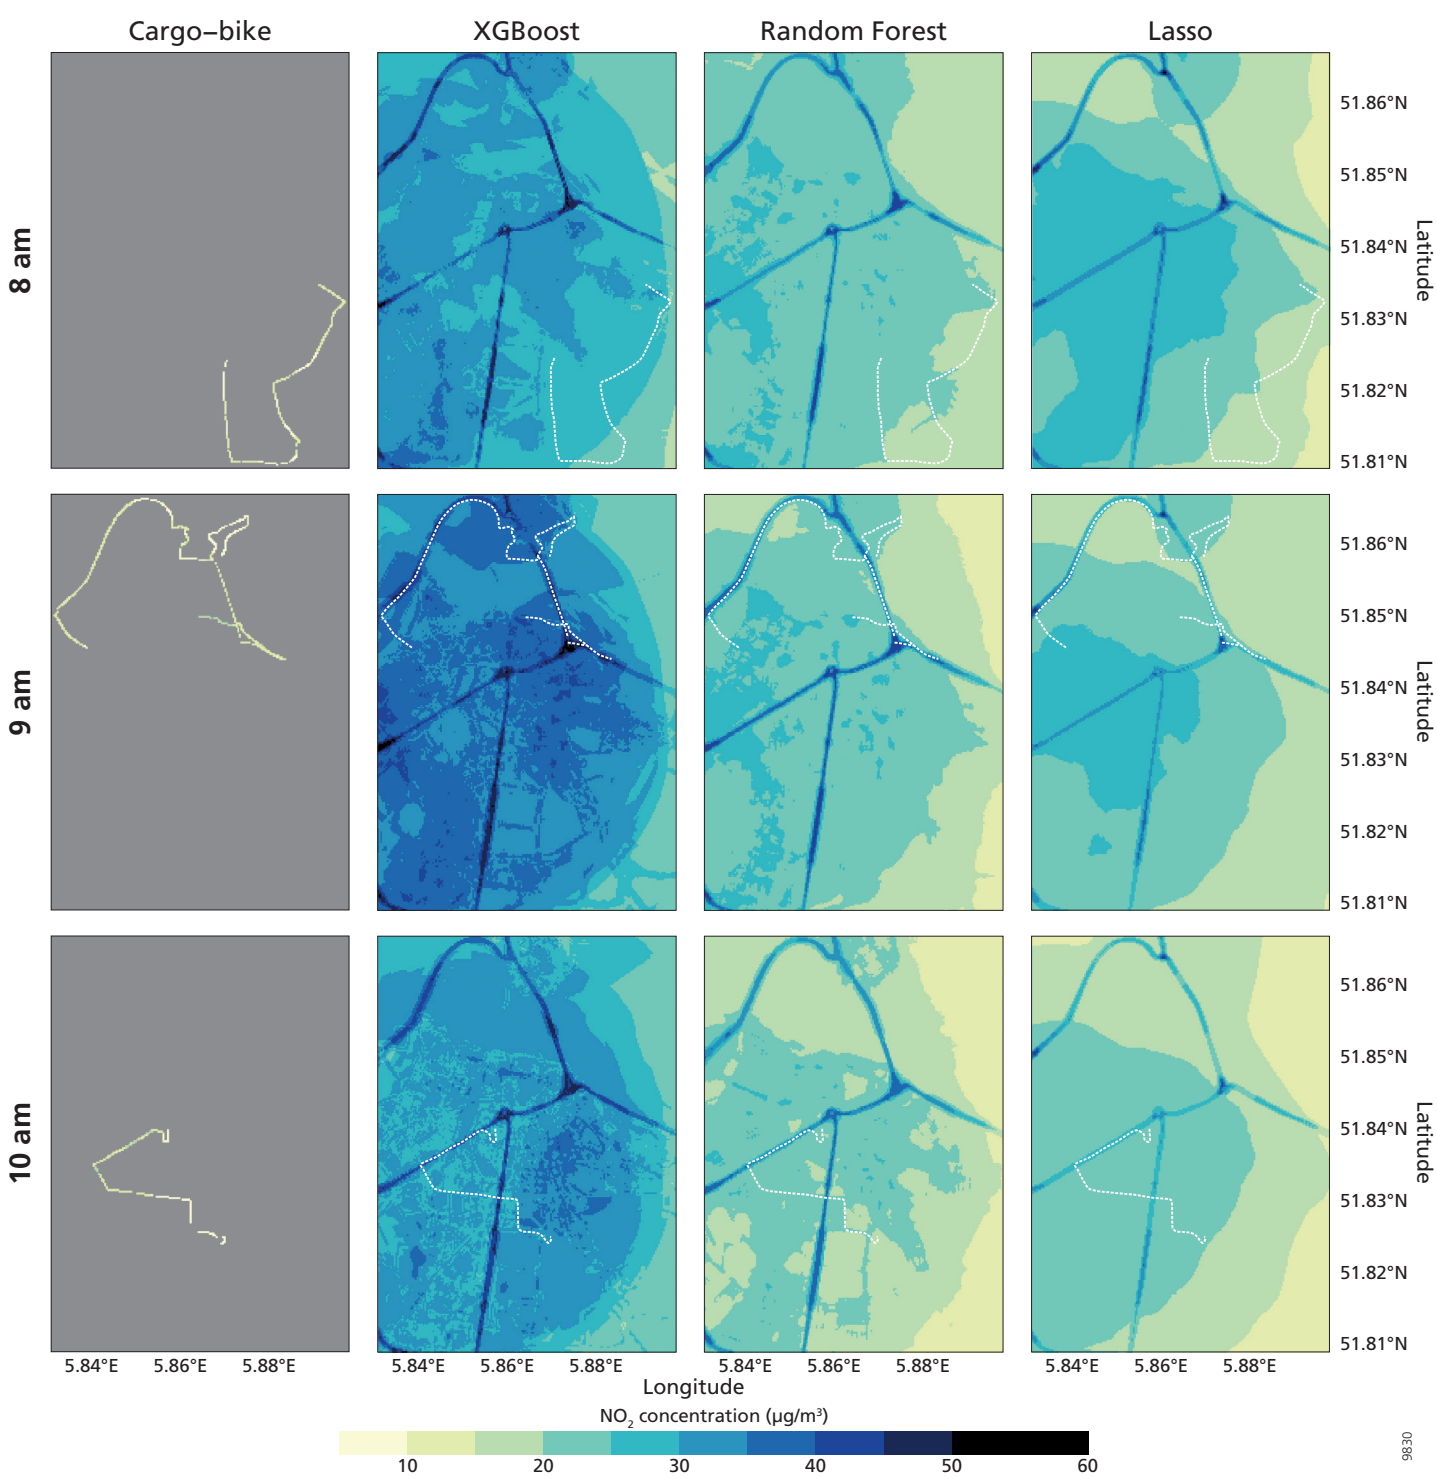 Cargo–bike XGBoost Random Forest Lasso
8 am
51.86°N
51.85°N
51.84°N
51.83°N
51.82°N
51.81°N
Latitude
9 am
51.86°N
51.85°N
51.84°N
51.83°N
51.82°N
51.81°N
Latitude
10 am
51.86°N
51.85°N
51.84°N
51.83°N
51.82°N
51.81°N
Latitude
5.84°E 5.86°E 5.88°E 5.84°E 5.86°E 5.88°E 5.84°E 5.86°E 5.88°E 5.84°E 5.86°E 5.88°E
Longitude
NO₂ concentration (µg/m³)
10 20 30 40 50 60
9830